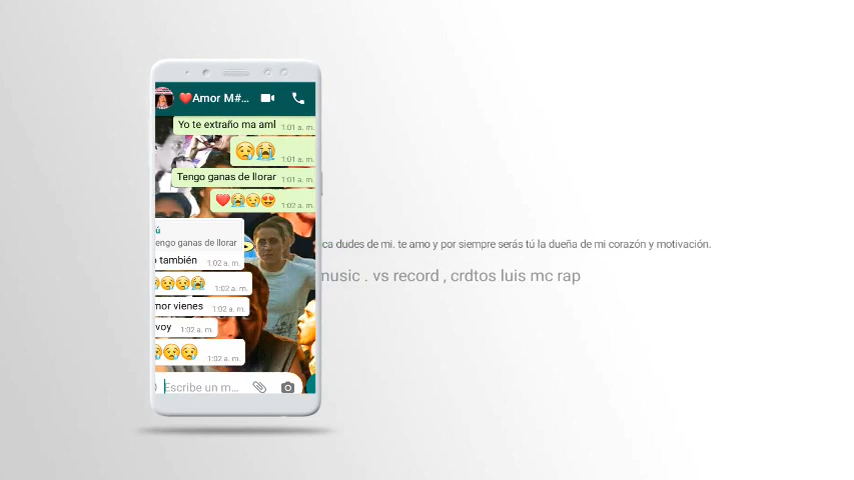 Amor M#...
Yo te extraño ma aml 1:01 a. m.
1:01 a. m.
Tengo ganas de llorar 1:01 a. m.
1:02 a. m.
engo ganas de llorar
también 1:02 a. m.
1:02 a. m.
mor vienes 1:02 a. m.
voy 1:02 a. m.
1:02 a. m.
Escribe un m...
ca dudes de mi. te amo y por siempre serás tú la dueña de mi corazón y motivación.
music . vs record , crdtos luis mc rap